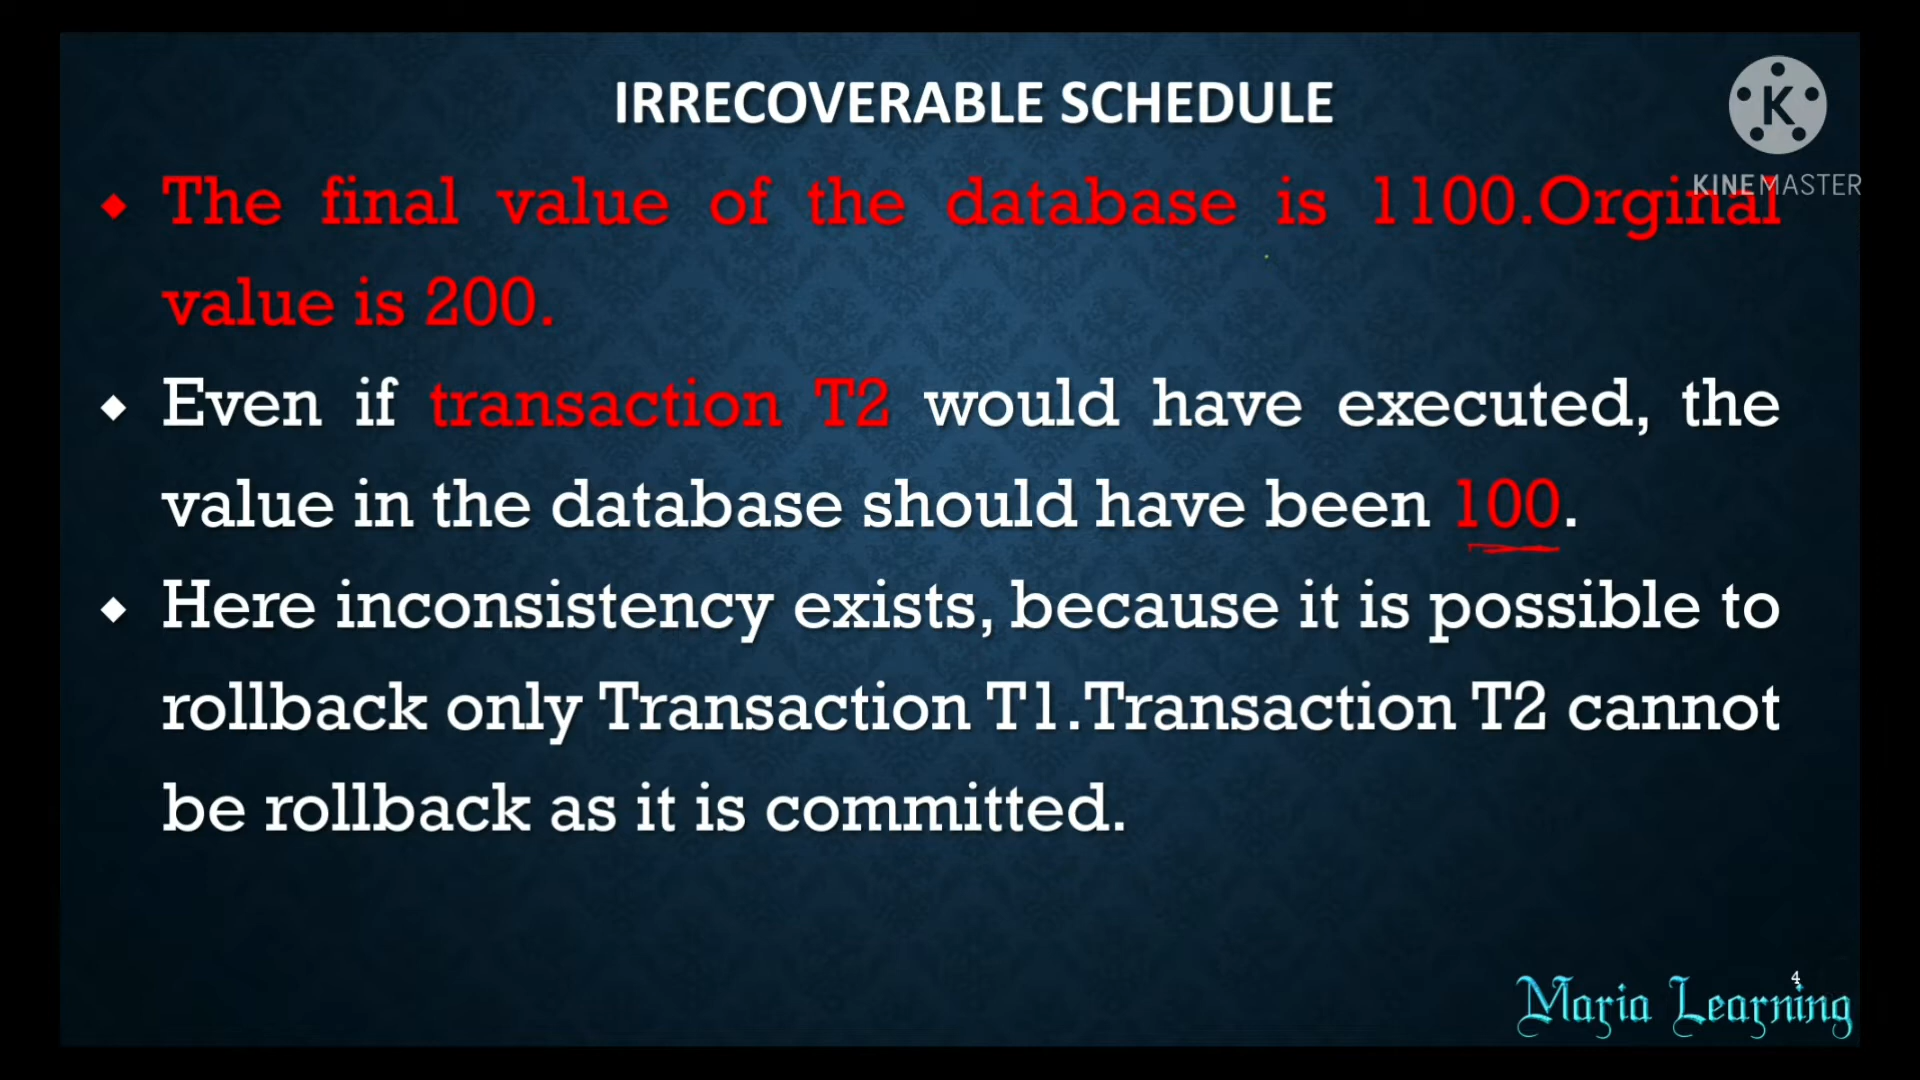 IRRECOVERABLE SCHEDULE
K
KINEMASTER
The final value of the database is 1100.Orginal
value is 200.
Even if transaction T2 would have executed, the
value in the database should have been 100.
Here inconsistency exists, because it is possible to
rollback only Transaction T1.Transaction T2 cannot
be rollback as it is committed.
4
Maria Learning